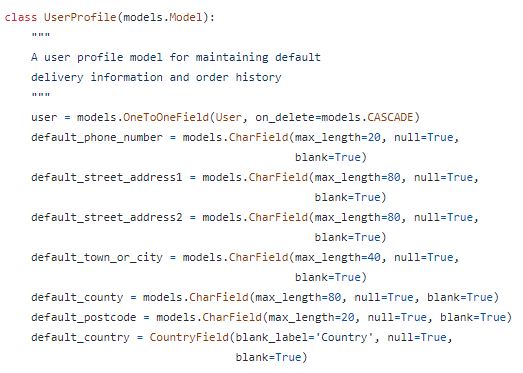 class UserProfile(models.Model):
    """
    A user profile model for maintaining default
    delivery information and order history
    """
    user = models.OneToOneField(User, on_delete=models.CASCADE)
    default_phone_number = models.CharField(max_length=20, null=True,
                                            blank=True)
    default_street_address1 = models.CharField(max_length=80, null=True,
                                               blank=True)
    default_street_address2 = models.CharField(max_length=80, null=True,
                                               blank=True)
    default_town_or_city = models.CharField(max_length=40, null=True,
                                            blank=True)
    default_county = models.CharField(max_length=80, null=True, blank=True)
    default_postcode = models.CharField(max_length=20, null=True, blank=True)
    default_country = CountryField(blank_label='Country', null=True,
                                   blank=True)